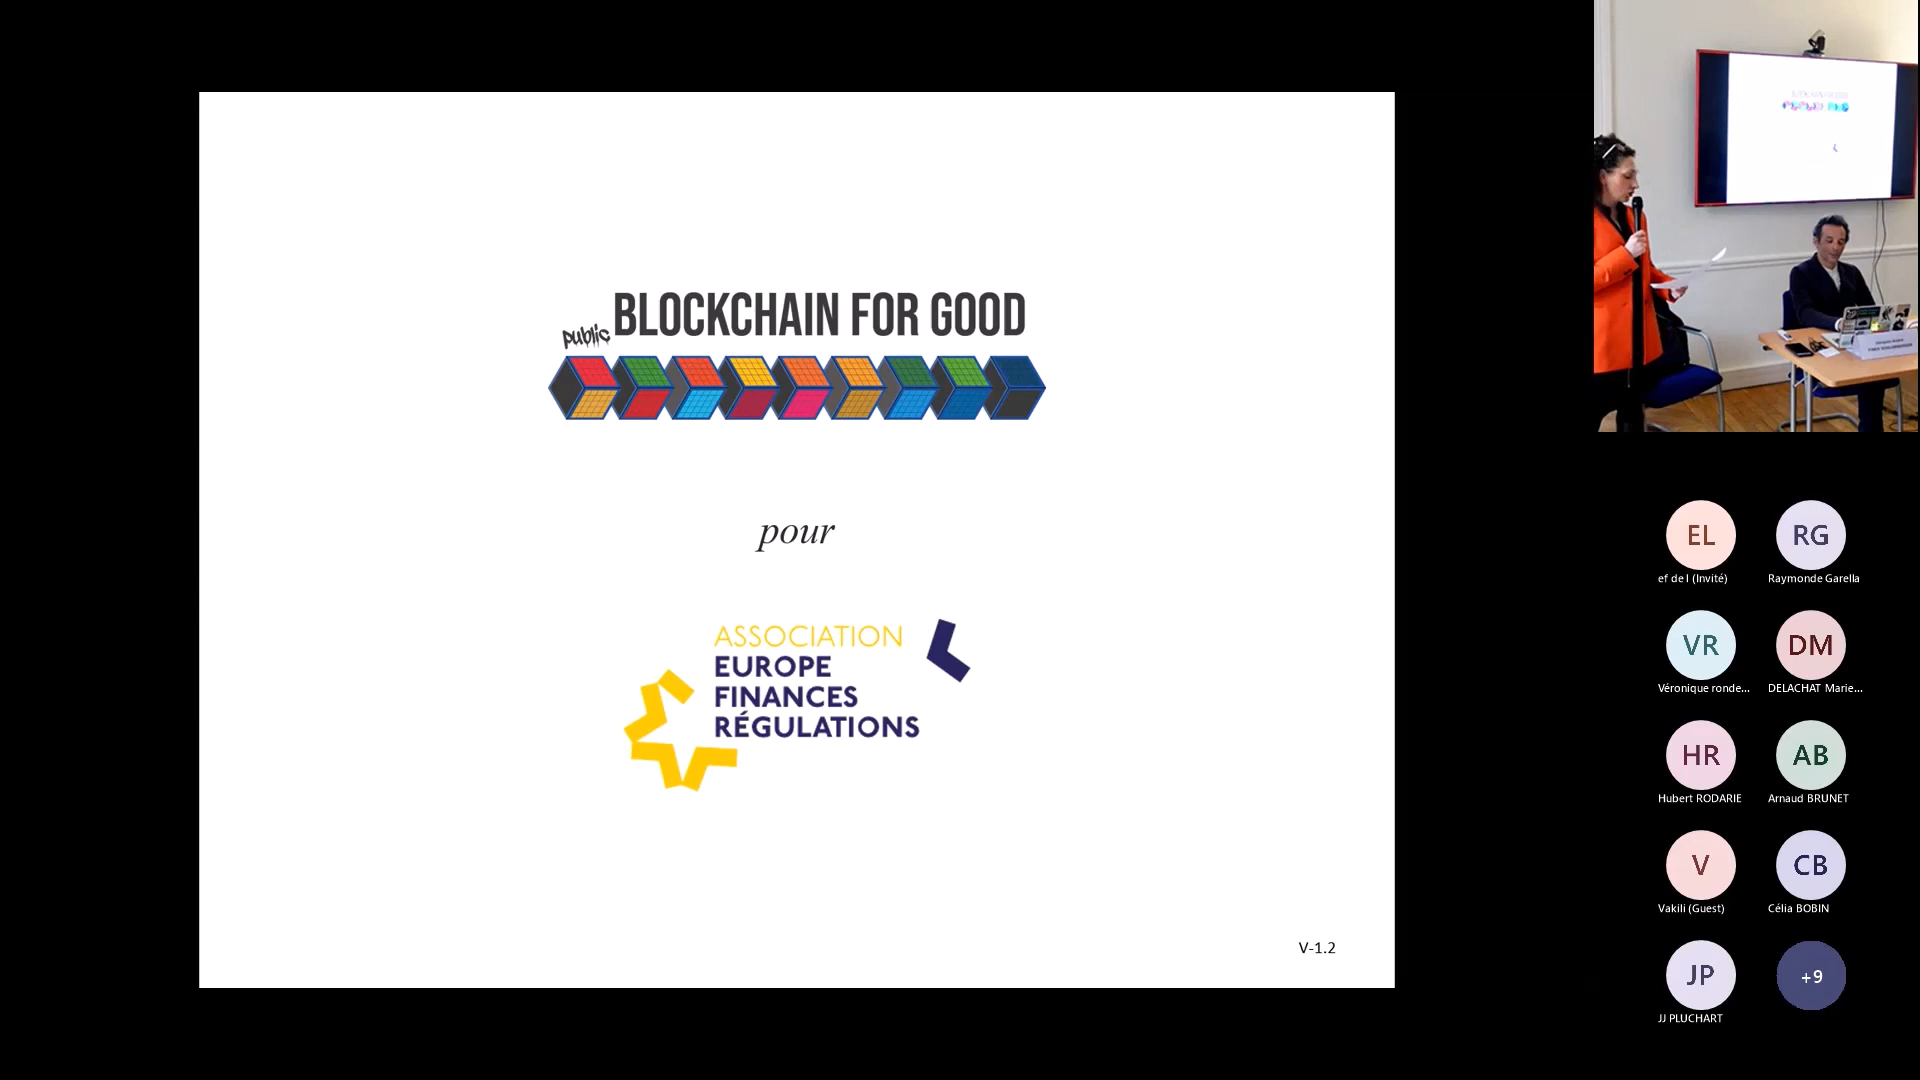 BLOCKCHAIN FOR GOOD
public
pour
ASSOCIATION
EUROPE
FINANCES
RÉGULATIONS
V-1.2
EL
ef de l (Invité)
RG
Raymonde Garella
VR
Véronique ronde...
DM
DELACHAT Marie...
HR
Hubert RODARIE
AB
Arnaud BRUNET
V
Vakili (Guest)
CB
Célia BOBIN
JP
JJ PLUCHART
+9